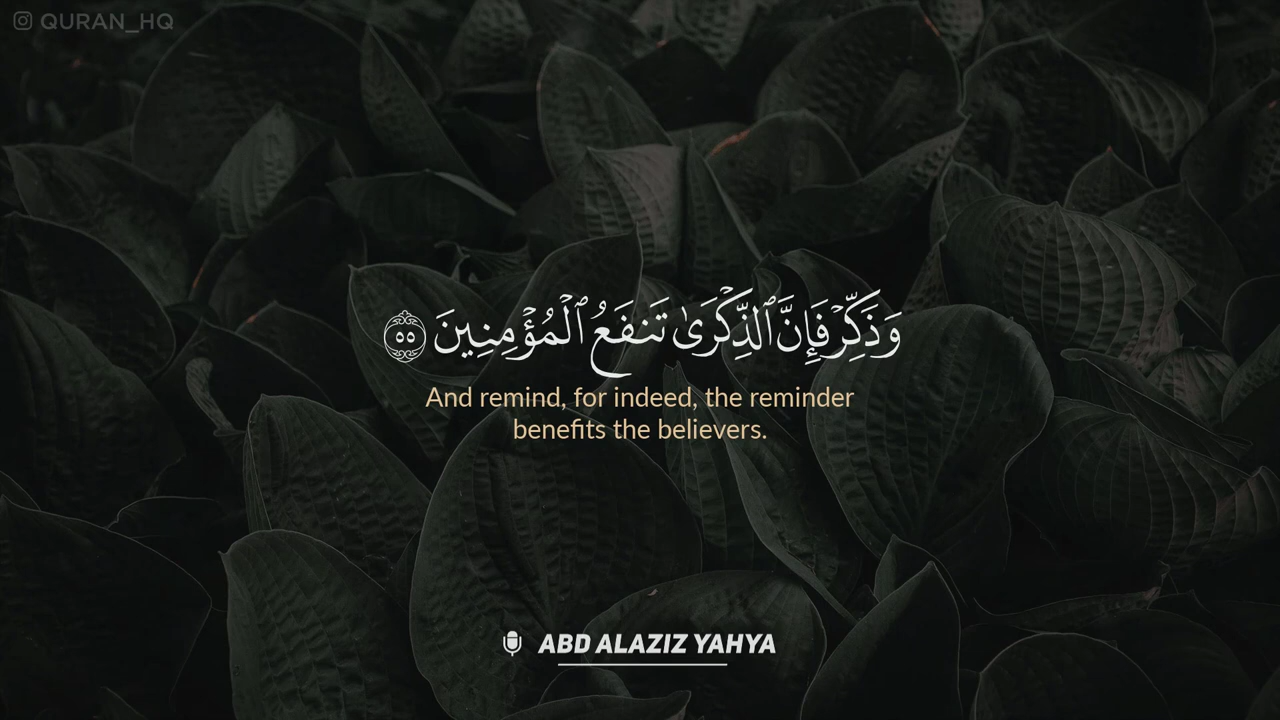 QURAN_HQ
وَذَكِّرْ فَإِنَّ ٱلذِّكْرَىٰ تَنفَعُ ٱلْمُؤْمِنِينَ ٥٥
And remind, for indeed, the reminder
benefits the believers.
ABD ALAZIZ YAHYA